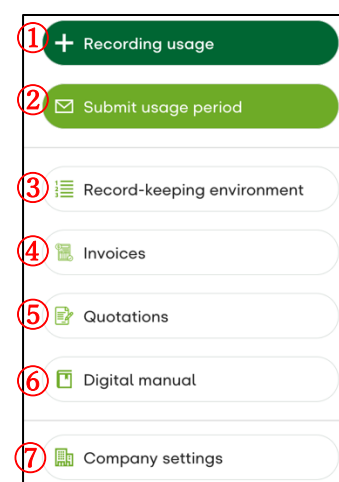 ① Recording usage
② Submit usage period
③ Record-keeping environment
④ Invoices
⑤ Quotations
⑥ Digital manual
⑦ Company settings